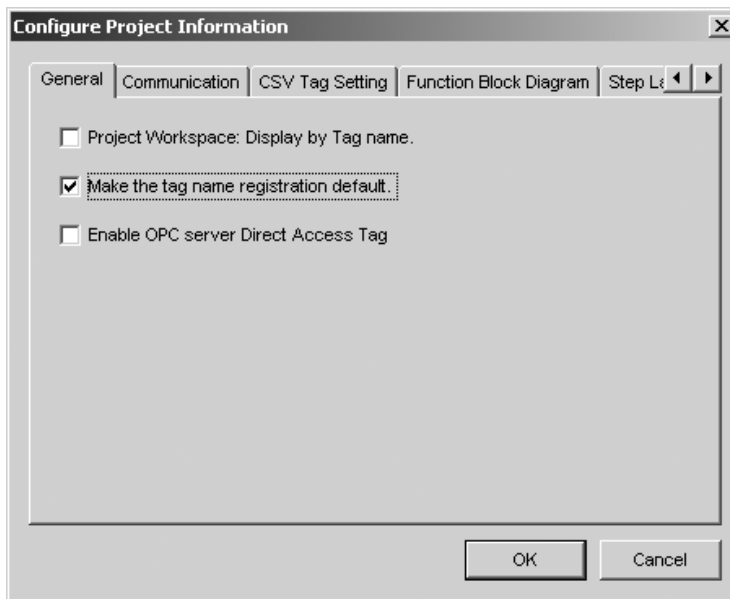 Configure Project Information
General
Communication
CSV Tag Setting
Function Block Diagram
Step
Project Workspace: Display by Tag name.
Make the tag name registration default.
Enable OPC server Direct Access Tag
OK
Cancel